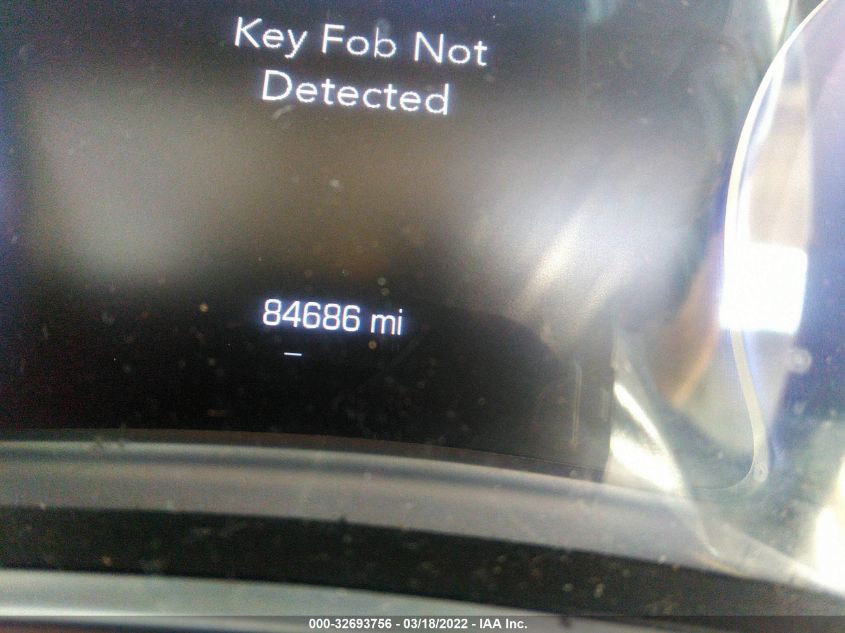 Key Fob Not
Detected
84686 mi
000-32693756 - 03/18/2022 - IAA Inc.